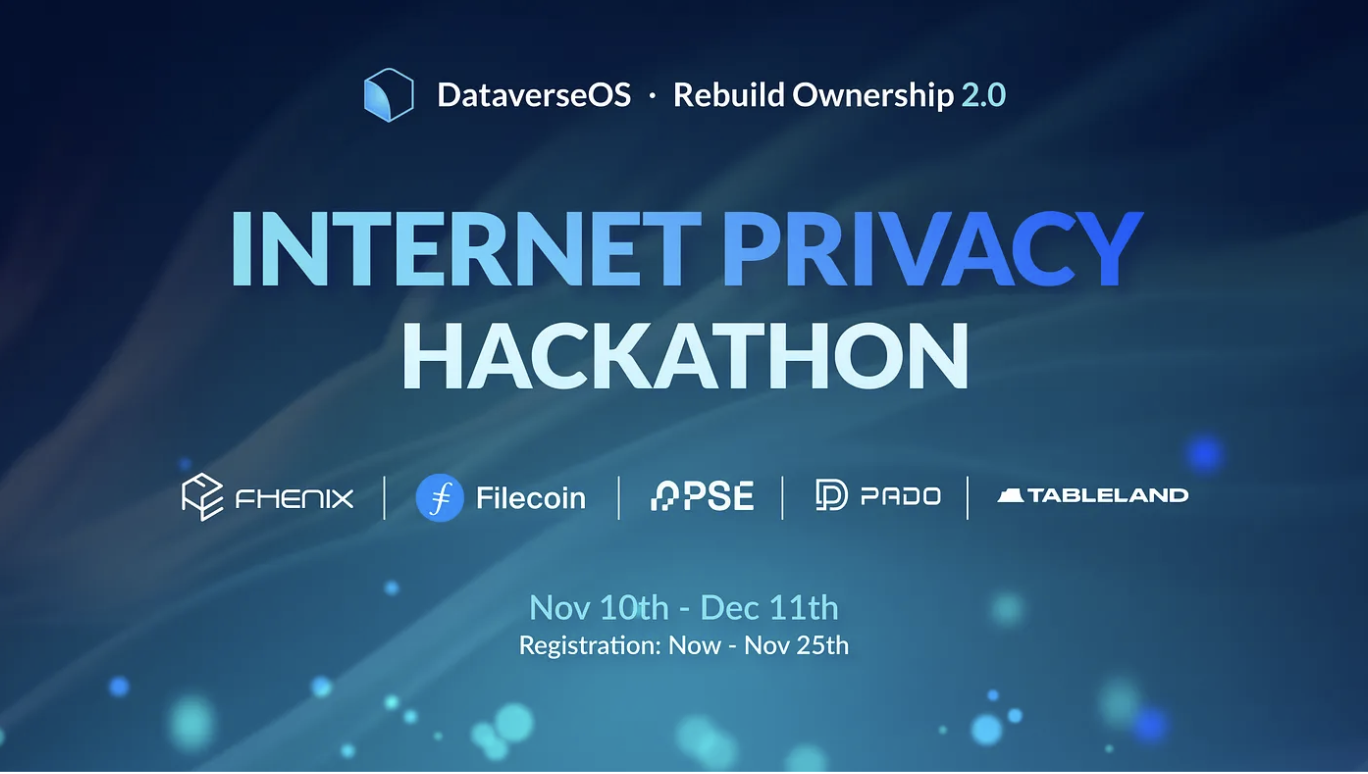 DataverseOS · Rebuild Ownership 2.0
INTERNET PRIVACY
HACKATHON
FHENIX | Filecoin | PSE | PADO | TABLELAND
Nov 10th - Dec 11th
Registration: Now - Nov 25th